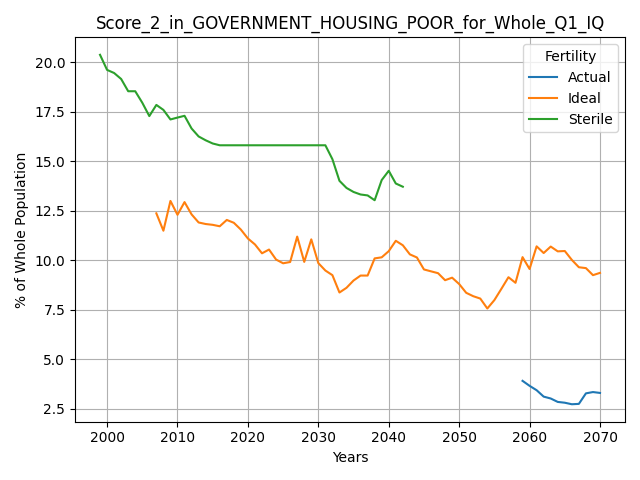 Score_2_in_GOVERNMENT_HOUSING_POOR_for_Whole_Q1_IQ
Fertility
Actual
Ideal
Sterile
% of Whole Population
20.0
17.5
15.0
12.5
10.0
7.5
5.0
2.5
2000 2010 2020 2030 2040 2050 2060 2070
Years